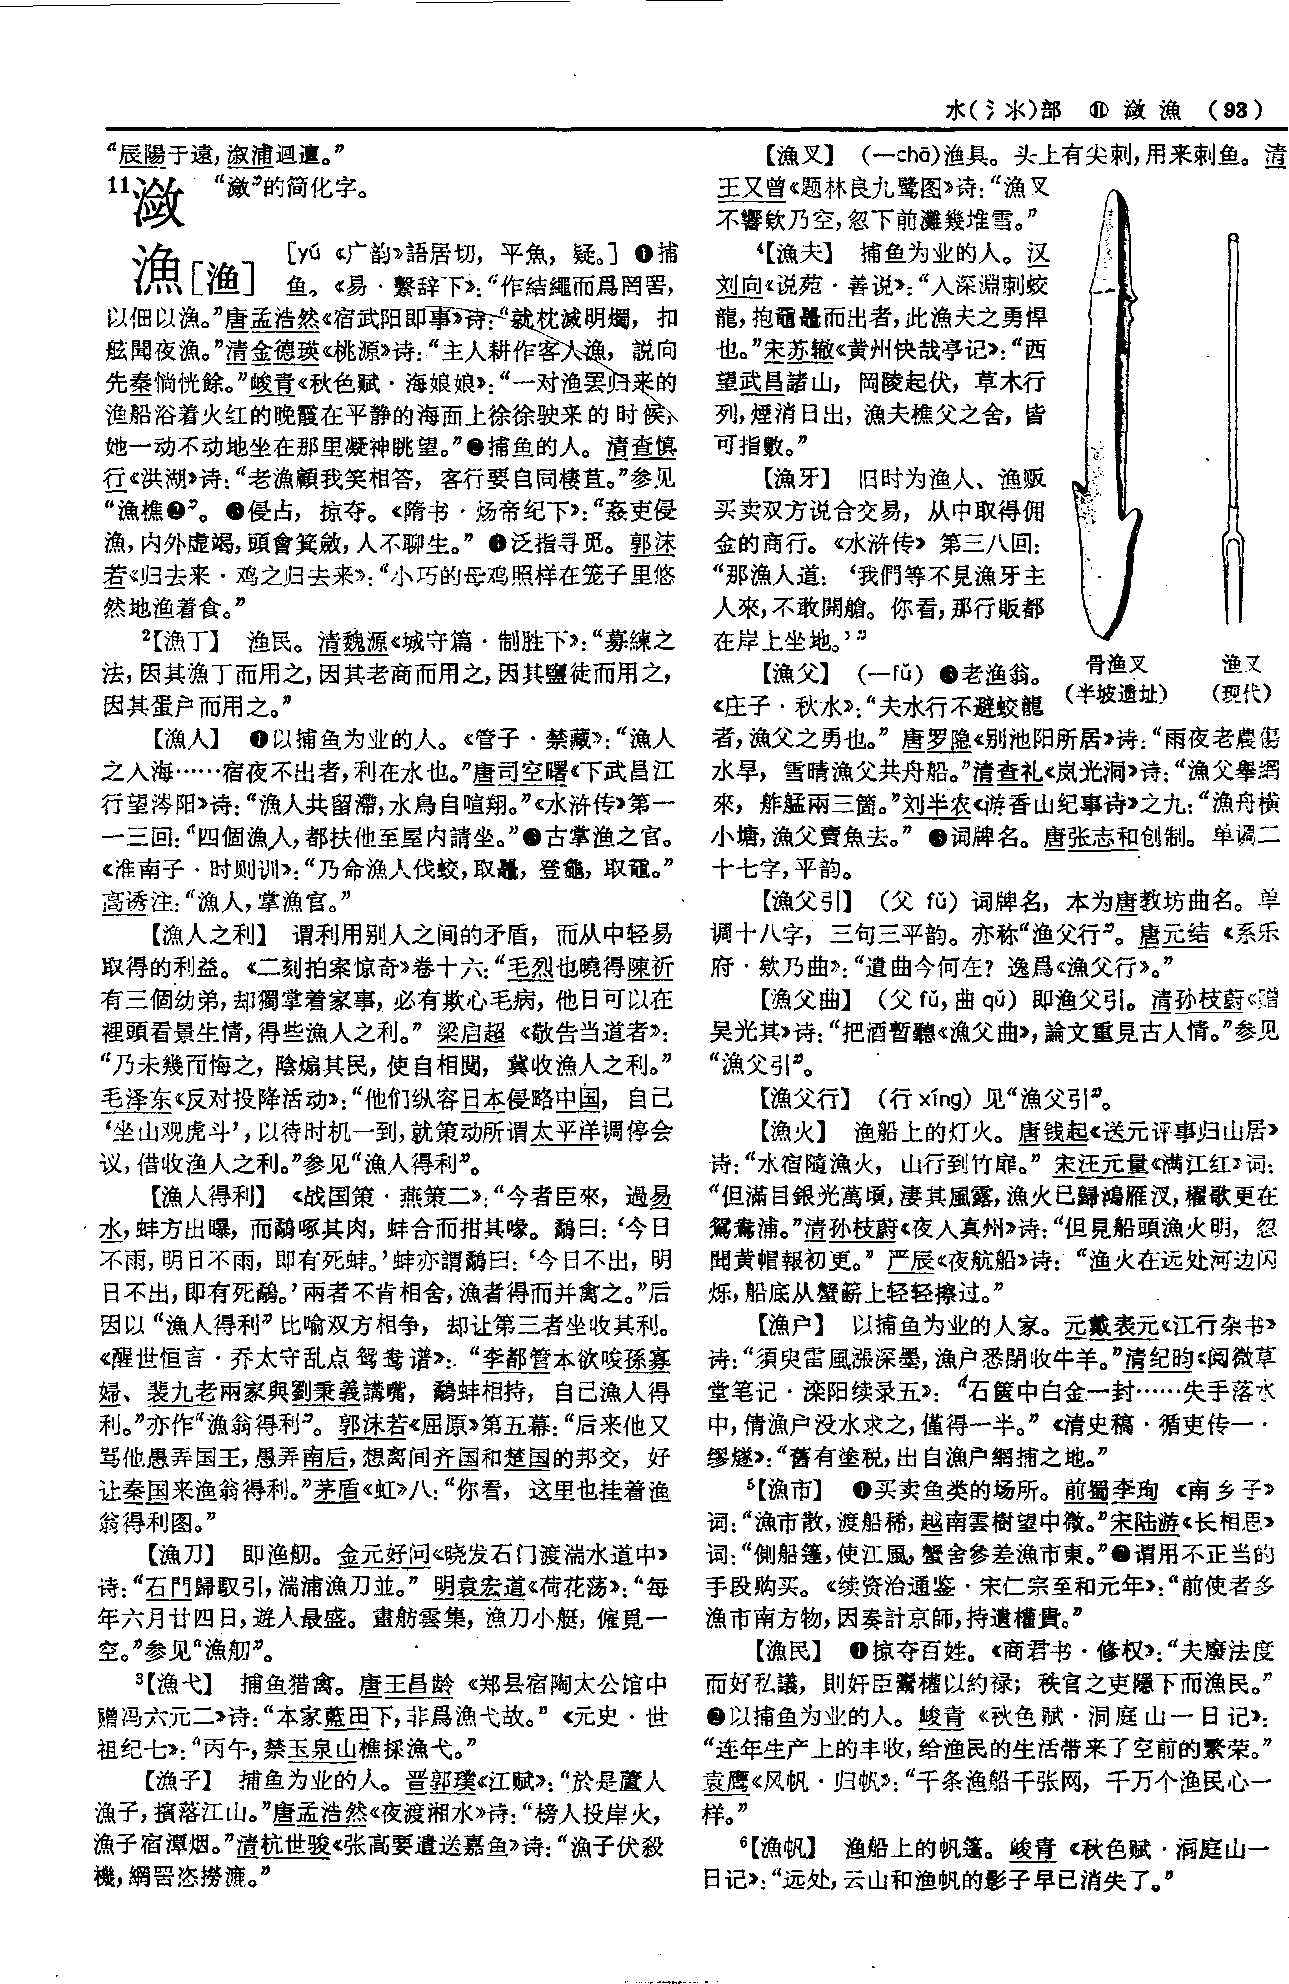 水(氵氺)部 ⑪ 潋 漁 (93)
“辰陽于遠，溆浦迴邅。”
11潋 “瀲”的简化字。
漁[渔] [yú 《广韵》語居切，平魚，疑。] ❶捕
鱼。《易·繫辞下》：“作結繩而爲罔罟，
以佃以漁。”唐孟浩然《宿武阳即事》诗：“就枕滅明燭，扣
舷聞夜漁。”清金德瑛《桃源》诗：“主人耕作客人漁，説向
先秦惝恍餘。”峻青《秋色赋·海娘娘》：“一对渔罢归来的
渔船浴着火红的晚霞在平静的海面上徐徐驶来的时候，
她一动不动地坐在那里凝神眺望。”❷捕鱼的人。清查慎
行《洪湖》诗：“老漁顧我笑相答，客行要自同棲苴。”参见
“漁樵❷”。❸侵占，掠夺。《隋书·炀帝纪下》：“姦吏侵
漁，内外虚竭，頭會箕斂，人不聊生。”❹泛指寻觅。郭沫
若《归去来·鸡之归去来》：“小巧的母鸡照样在笼子里悠
然地渔着食。”
2【漁丁】 渔民。清魏源《城守篇·制胜下》：“募練之
法，因其漁丁而用之，因其老商而用之，因其鹽徒而用之，
因其蛋户而用之。”
【漁人】 ❶以捕鱼为业的人。《管子·禁藏》：“漁人
之入海……宿夜不出者，利在水也。”唐司空曙《下武昌江
行望涔阳》诗：“漁人共留滯，水鳥自喧翔。”《水浒传》第一
一三回：“四個漁人，都扶他至屋内請坐。”❷古掌渔之官。
《淮南子·时则训》：“乃命漁人伐蛟，取鼉，登龜，取黿。”
高诱注：“漁人，掌漁官。”
【漁人之利】 谓利用别人之间的矛盾，而从中轻易
取得的利益。《二刻拍案惊奇》卷十六：“毛烈也曉得陳祈
有三個幼弟，却獨掌着家事，必有欺心毛病，他日可以在
裡頭看景生情，得些漁人之利。”梁启超《敬告当道者》：
“乃未幾而悔之，陰煽其民，使自相鬩，冀收漁人之利。”
毛泽东《反对投降活动》：“他们纵容日本侵略中国，自己
‘坐山观虎斗’，以待时机一到，就策动所谓太平洋调停会
议，借收渔人之利。”参见“漁人得利”。
【漁人得利】 《战国策·燕策二》：“今者臣來，過易
水，蚌方出曝，而鷸啄其肉，蚌合而拑其喙。鷸曰：‘今日
不雨，明日不雨，即有死蚌。’蚌亦謂鷸曰：‘今日不出，明
日不出，即有死鷸。’兩者不肯相舍，漁者得而并禽之。”后
因以“漁人得利”比喻双方相争，却让第三者坐收其利。
《醒世恒言·乔太守乱点鸳鸯谱》：“李都管本欲唆孫寡
婦、裴九老兩家與劉秉義講嘴，鷸蚌相持，自己漁人得
利。”亦作“漁翁得利”。郭沫若《屈原》第五幕：“后来他又
骂他愚弄国王，愚弄南后，想离间齐国和楚国的邦交，好
让秦国来渔翁得利。”茅盾《虹》八：“你看，这里也挂着渔
翁得利图。”
【漁刀】 即渔舠。金元好问《晓发石门渡湍水道中》
诗：“石門歸馭引，湍浦漁刀並。”明袁宏道《荷花荡》：“每
年六月廿四日，遊人最盛。畫舫雲集，漁刀小艇，僱覓一
空。”参见“漁舠”。
3【漁弋】 捕鱼猎禽。唐王昌龄《郑县宿陶太公馆中
赠冯六元二》诗：“本家藍田下，非爲漁弋故。”《元史·世
祖纪七》：“丙午，禁玉泉山樵採漁弋。”
【漁子】 捕鱼为业的人。晋郭璞《江赋》：“於是蘆人
漁子，擯落江山。”唐孟浩然《夜渡湘水》诗：“榜人投岸火，
漁子宿潭烟。”清杭世骏《张高要遣送嘉鱼》诗：“漁子伏殺
機，網罟恣撈漉。”
【漁叉】 (一chā)渔具。头上有尖刺，用来刺鱼。清
王又曾《题林良九鹭图》诗：“漁叉
不響欸乃空，忽下前灘幾堆雪。”
4【漁夫】 捕鱼为业的人。汉
刘向《说苑·善说》：“入深淵刺蛟
龍，抱黿鼉而出者，此漁夫之勇悍
也。”宋苏辙《黄州快哉亭记》：“西
望武昌諸山，岡陵起伏，草木行
列，煙消日出，漁夫樵父之舍，皆
可指數。”
【漁牙】 旧时为渔人、渔贩
买卖双方说合交易，从中取得佣
金的商行。《水浒传》第三八回：
“那漁人道：‘我們等不見漁牙主
人來，不敢開艙。你看，那行販都
在岸上坐地。’”
骨渔叉
(半坡遗址)
渔叉
(现代)
【漁父】 (一fǔ) ❶老渔翁。
《庄子·秋水》：“夫水行不避蛟龍
者，漁父之勇也。”唐罗隐《别池阳所居》诗：“雨夜老農傷
水旱，雪晴漁父共舟船。”清查礼《岚光洞》诗：“漁父舉網
來，舴艋兩三箇。”刘半农《游香山纪事诗》之九：“漁舟横
小塘，漁父賣魚去。” ❷词牌名。唐张志和创制。单调二
十七字，平韵。
【漁父引】 (父 fǔ) 词牌名，本为唐教坊曲名。单
调十八字，三句三平韵。亦称“渔父行”。唐元结《系乐
府·欸乃曲》：“遺曲今何在？逸爲《漁父行》。”
【漁父曲】 (父fǔ，曲qǔ) 即渔父引。清孙枝蔚《赠
吴光其》诗：“把酒暫聽《漁父曲》，論文重見古人情。”参见
“漁父引”。
【漁父行】 (行xíng) 见“漁父引”。
【漁火】 渔船上的灯火。唐钱起《送元评事归山居》
诗：“水宿隨漁火，山行到竹扉。”宋汪元量《满江红》词：
“但滿目銀光萬頃，淒其風露，漁火已歸鴻雁汊，櫂歌更在
鴛鴦浦。”清孙枝蔚《夜入真州》诗：“但見船頭漁火明，忽
聞黄帽報初更。”严辰《夜航船》诗：“渔火在远处河边闪
烁，船底从蟹簖上轻轻擦过。”
【漁户】 以捕鱼为业的人家。元戴表元《江行杂书》
诗：“須臾雷風漲深墨，漁户悉閉收牛羊。”清纪昀《阅微草
堂笔记·滦阳续录五》：“石匳中白金一封……失手落水
中，倩漁户没水求之，僅得一半。”《清史稿·循吏传一·
缪燧》：“舊有塗税，出自漁户網捕之地。”
5【漁市】 ❶买卖鱼类的场所。前蜀李珣《南乡子》
词：“漁市散，渡船稀，越南雲樹望中微。”宋陆游《长相思》
词：“側船篷，使江風，蟹舍參差漁市東。”❷谓用不正当的
手段购买。《续资治通鉴·宋仁宗至和元年》：“前使者多
漁市南方物，因奏計京師，持遺權貴。”
【漁民】 ❶掠夺百姓。《商君书·修权》：“夫廢法度
而好私議，則奸臣鬻權以約禄；秩官之吏隱下而漁民。”
❷以捕鱼为业的人。峻青《秋色赋·洞庭山一日记》：
“连年生产上的丰收，给渔民的生活带来了空前的繁荣。”
袁鹰《风帆·归帆》：“千条渔船千张网，千万个渔民心一
样。”
6【漁帆】 渔船上的帆篷。峻青《秋色赋·洞庭山一
日记》：“远处，云山和渔帆的影子早已消失了。”